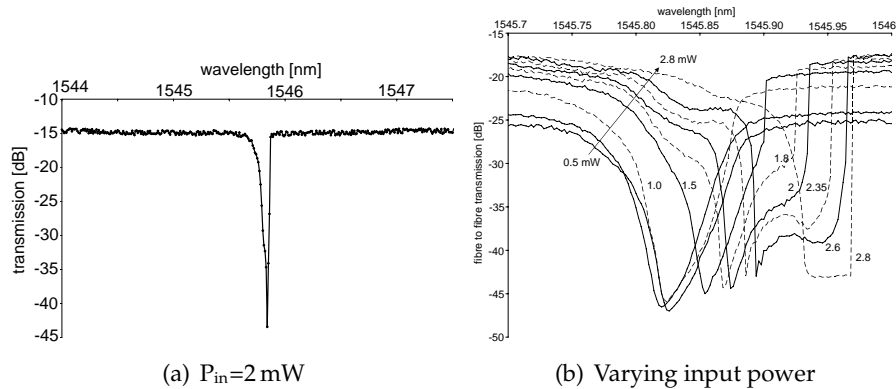 wavelength [nm]
1544 1545 1546 1547
-10
-15
-20
-25
-30
-35
-40
-45
transmission [dB]
(a) Pin=2 mW
wavelength [nm]
1545.7 1545.75 1545.80 1545.85 1545.90 1545.95 1546
-15
-20
-25
-30
-35
-40
-45
-50
fibre to fibre transmission [dB]
2.8 mW
0.5 mW
1.0
1.5
1.8
2
2.35
2.6
2.8
(b) Varying input power